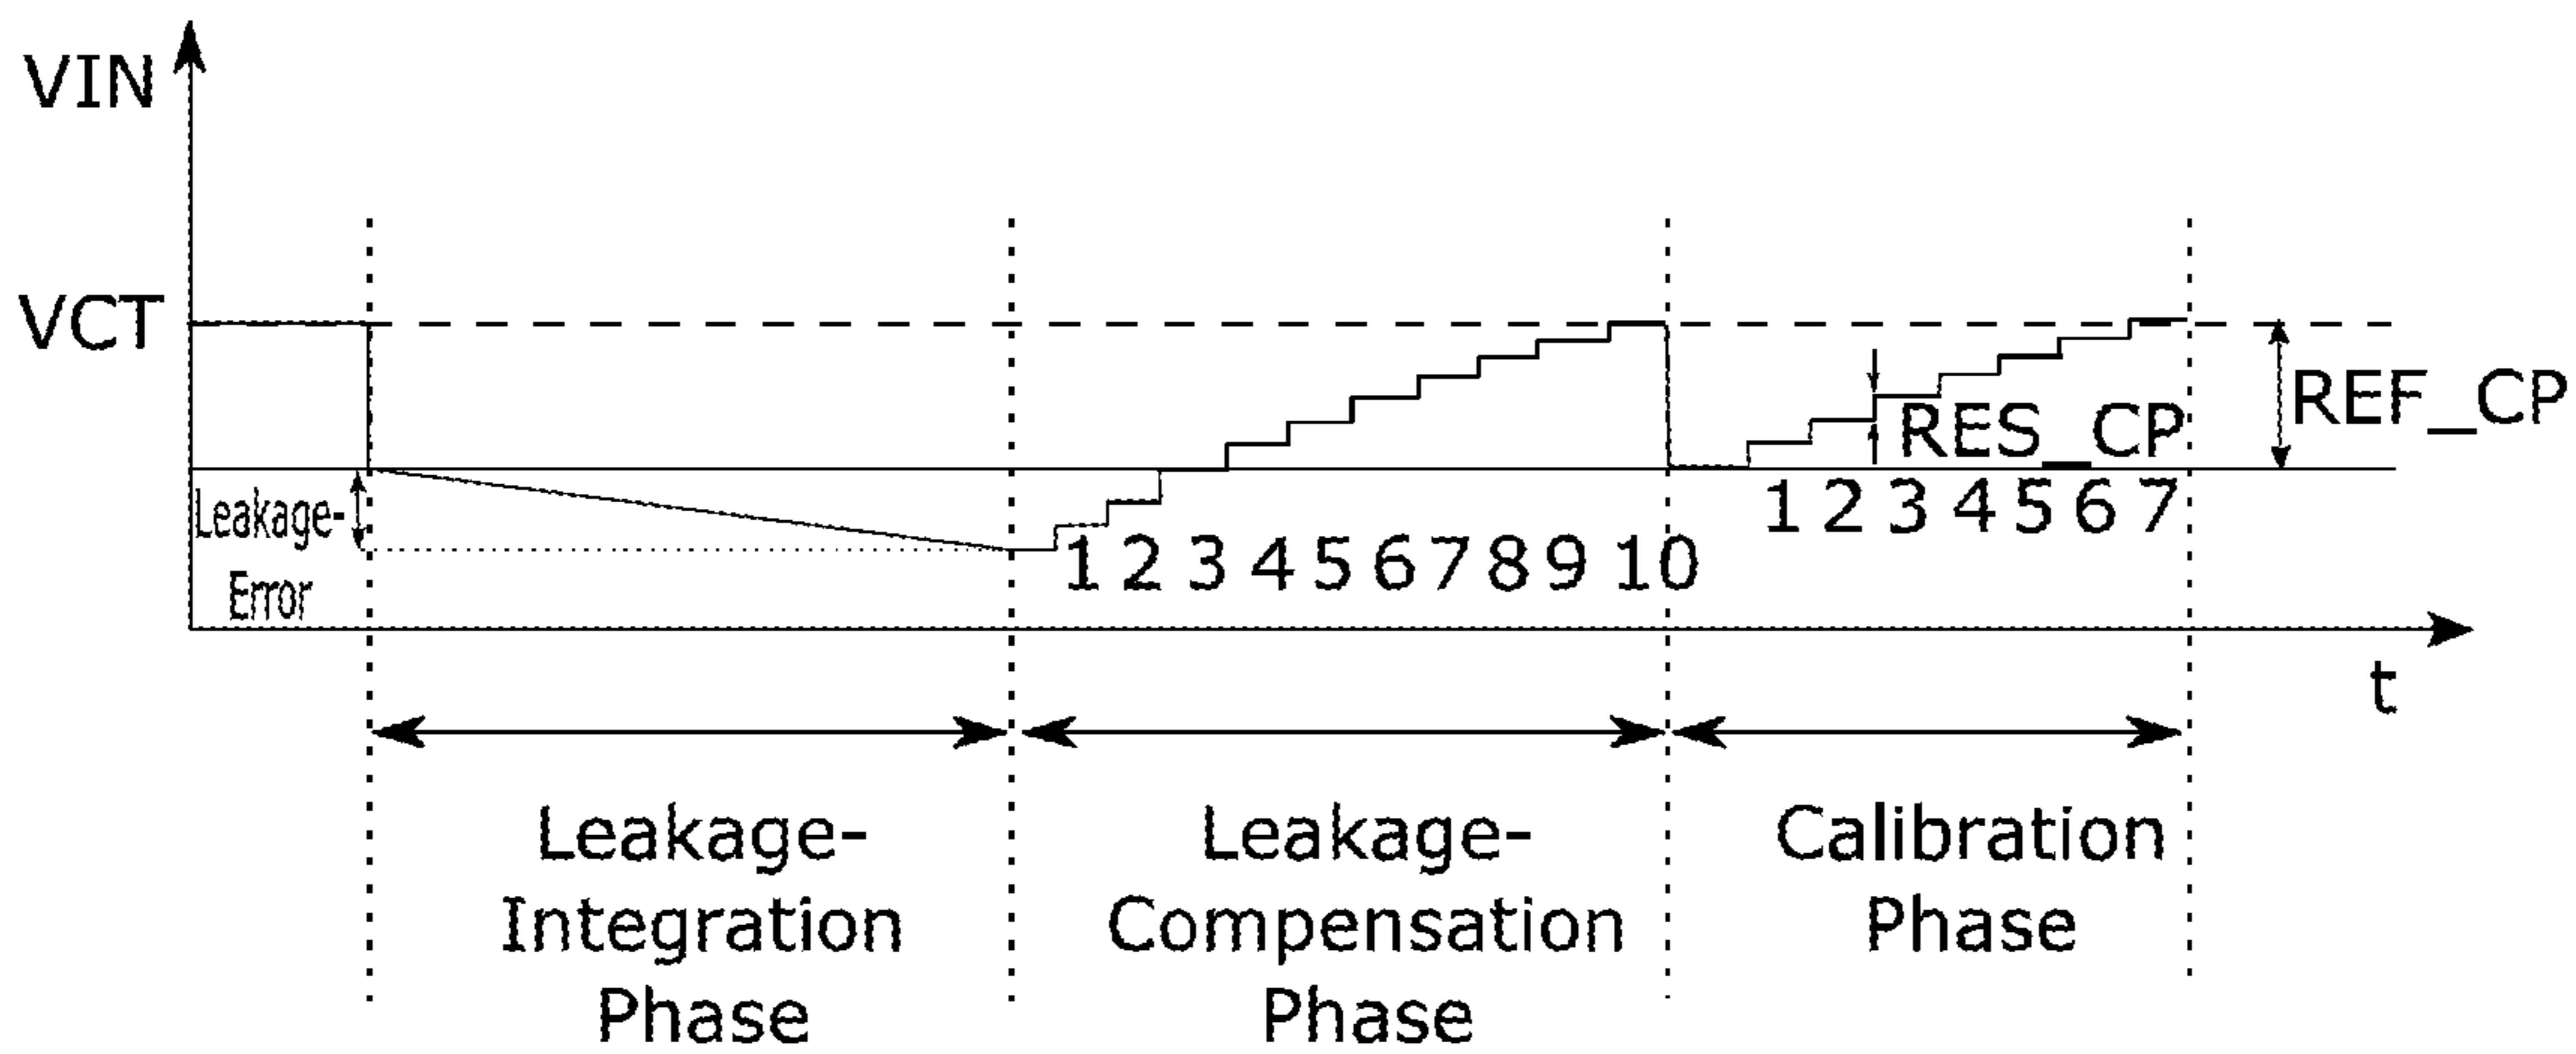 VIN
VCT
RES_CP
REF_CP
Leakage-
Error
1 2 3 4 5 6 7 8 9 10
1 2 3 4 5 6 7
t
Leakage-
Integration
Phase
Leakage-
Compensation
Phase
Calibration
Phase